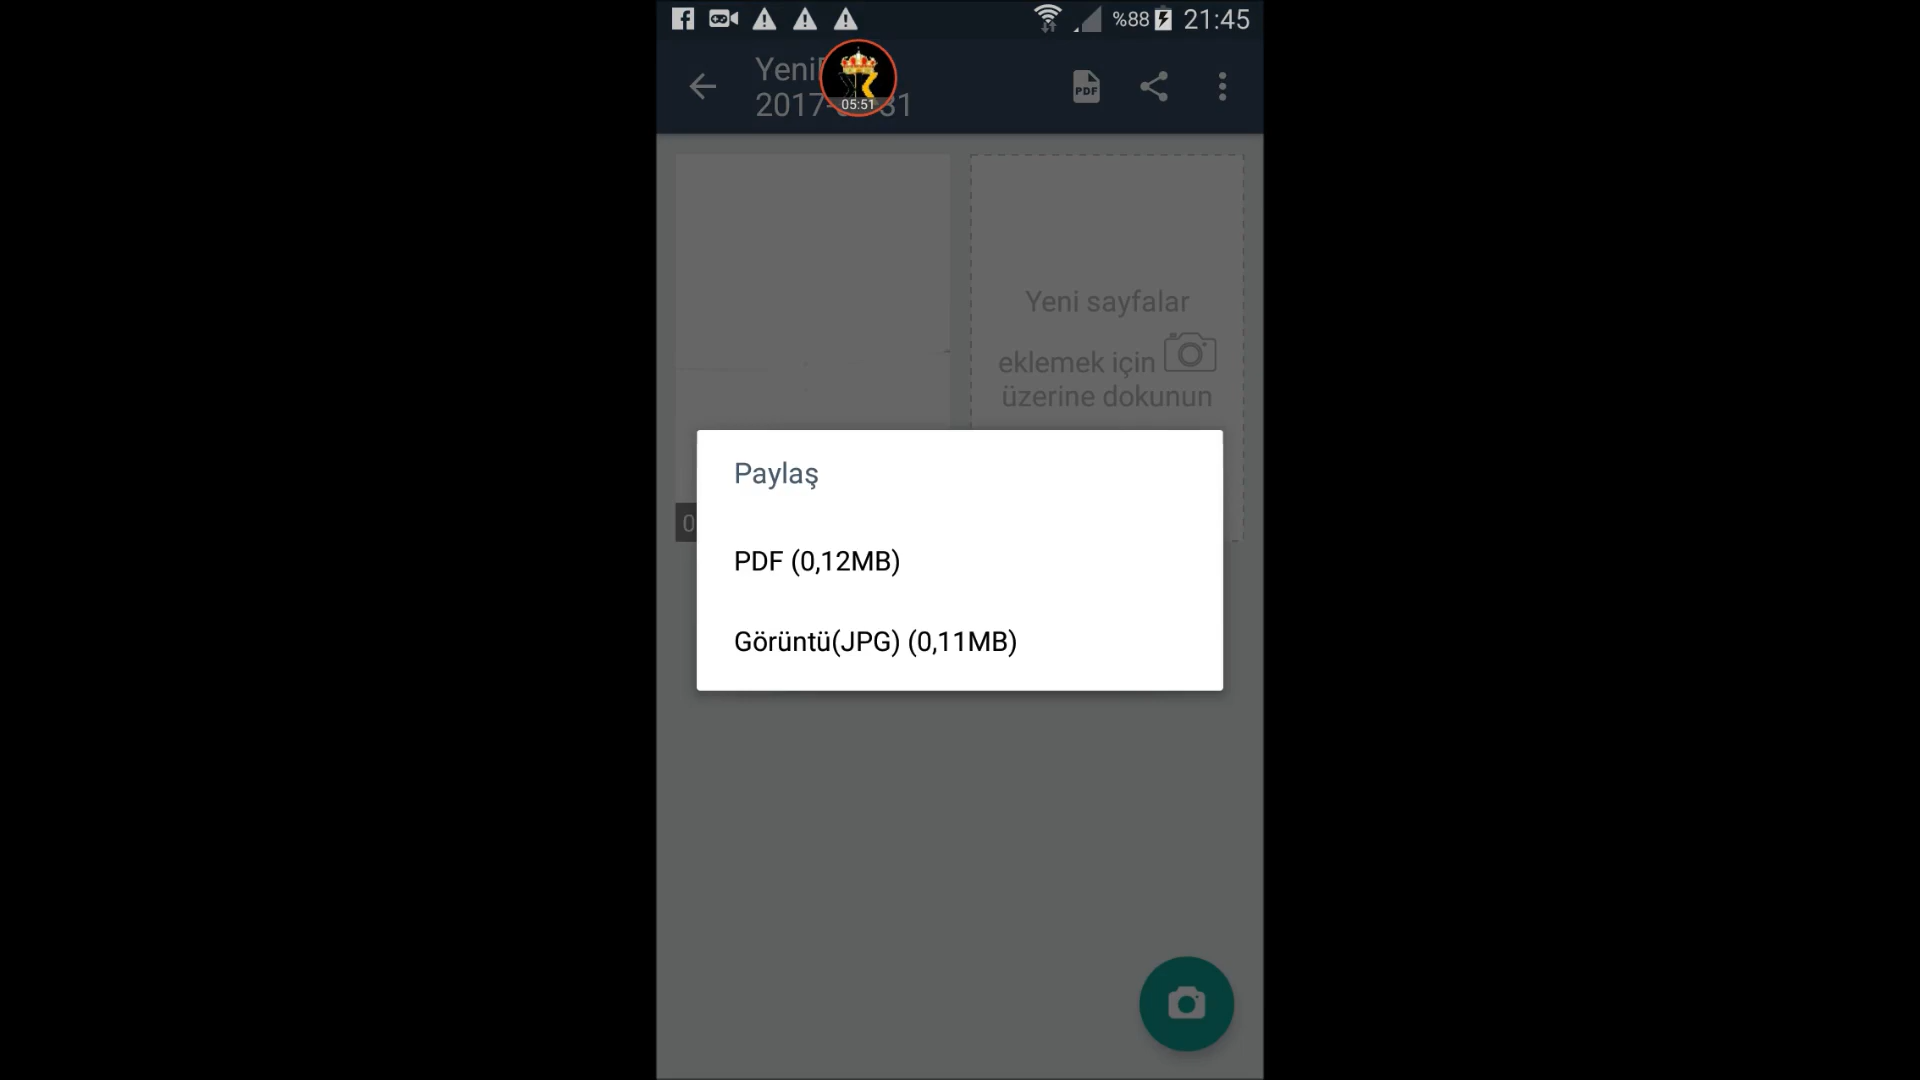 %88 21:45
Yeni
2017- 31
05:51
PDF
Yeni sayfalar
eklemek için
üzerine dokunun
0
Paylaş
PDF (0,12MB)
Görüntü(JPG) (0,11MB)